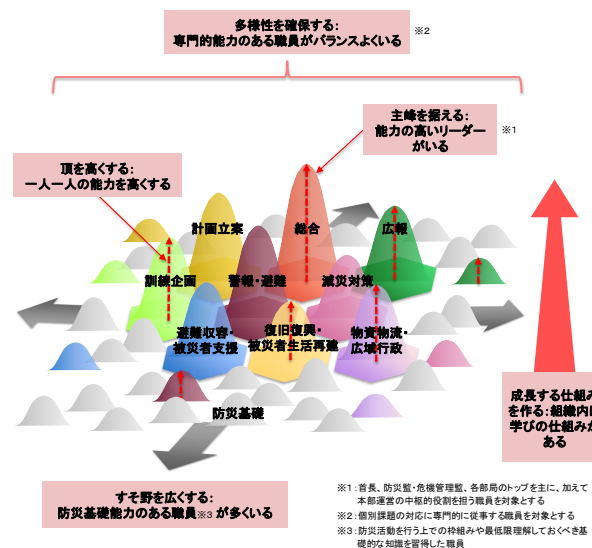 多様性を確保する：
専門的能力のある職員がバランスよくいる
※2
主峰を据える：
能力の高いリーダー
がいる
※1
頂を高くする：
一人一人の能力を高くする
計画立案
総合
広報
訓練企画
警報・避難
減災対策
避難収容・
被災者支援
復旧復興・
被災者生活再建
物資物流・
広域行政
防災基礎
成長する仕組み
を作る：組織内に
学びの仕組みが
ある
すそ野を広くする：
防災基礎能力のある職員※3 が多くいる
※1：首長、防災監・危機管理監、各部局のトップを主に、加えて
本部運営の中枢的役割を担う職員を対象とする
※2：個別課題の対応に専門的に従事する職員を対象とする
※3：防災活動を行う上での枠組みや最低限理解しておくべき基
礎的な知識を習得した職員